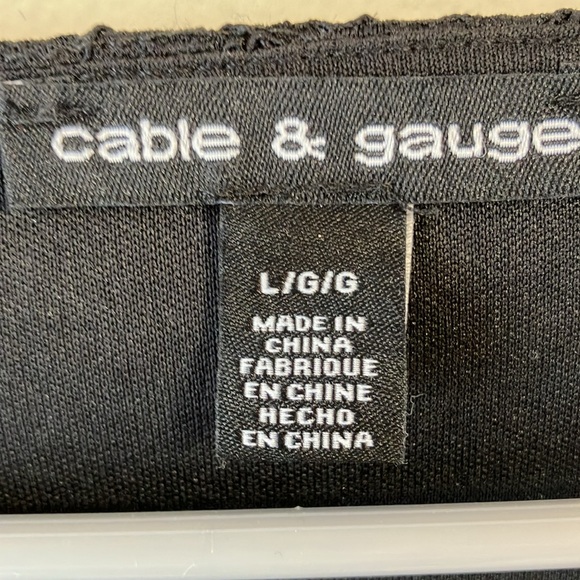 cable & gauge
L/G/G
MADE IN
CHINA
FABRIQUE
EN CHINE
HECHO
EN CHINA